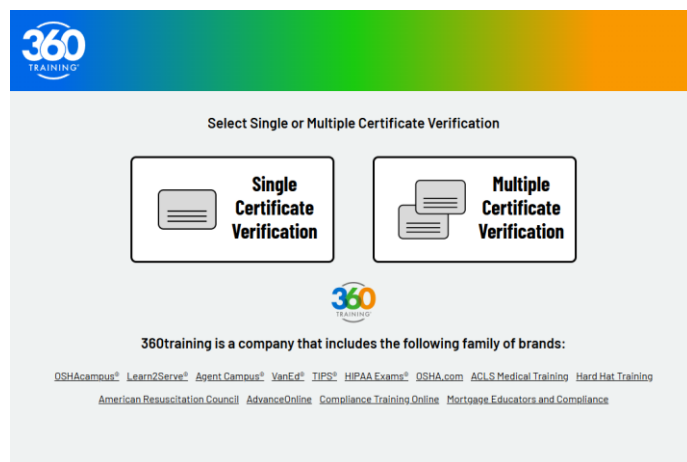 360
TRAINING®
Select Single or Multiple Certificate Verification
Single
Certificate
Verification
Multiple
Certificate
Verification
360
TRAINING®
360training is a company that includes the following family of brands:
OSHAcampus® Learn2Serve® Agent Campus® VanEd® TIPS® HIPAA Exams® OSHA.com ACLS Medical Training Hard Hat Training
American Resuscitation Council AdvanceOnline Compliance Training Online Mortgage Educators and Compliance